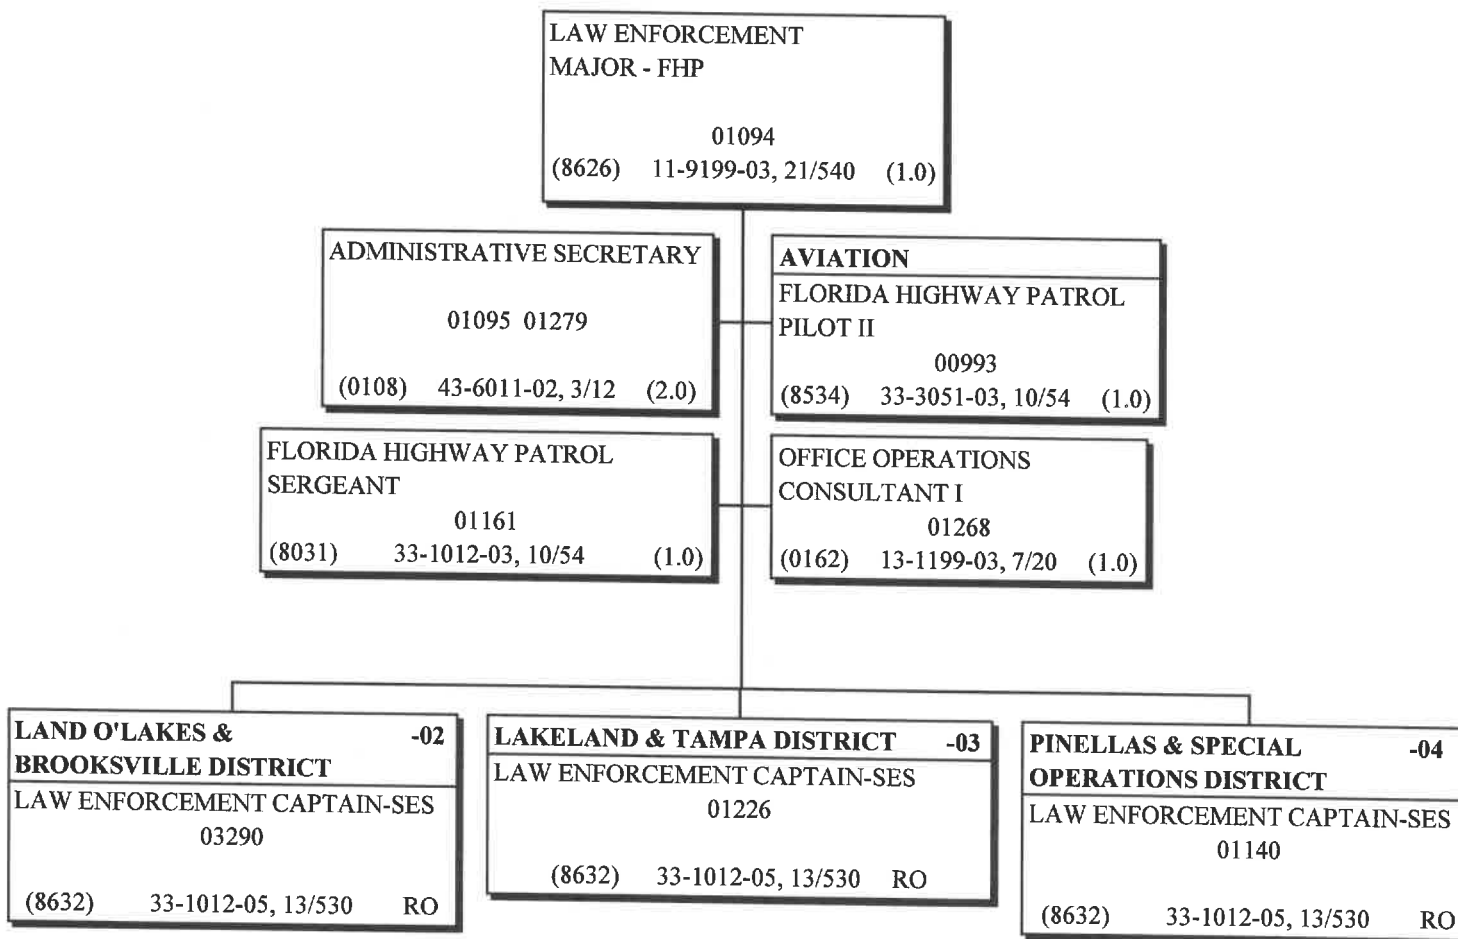 LAW ENFORCEMENT
MAJOR - FHP
01094
(8626) 11-9199-03, 21/540 (1.0)
ADMINISTRATIVE SECRETARY
01095 01279
(0108) 43-6011-02, 3/12 (2.0)
AVIATION
FLORIDA HIGHWAY PATROL
PILOT II
00993
(8534) 33-3051-03, 10/54 (1.0)
FLORIDA HIGHWAY PATROL
SERGEANT
01161
(8031) 33-1012-03, 10/54 (1.0)
OFFICE OPERATIONS
CONSULTANT I
01268
(0162) 13-1199-03, 7/20 (1.0)
LAND O'LAKES & -02
BROOKSVILLE DISTRICT
LAW ENFORCEMENT CAPTAIN-SES
03290
(8632) 33-1012-05, 13/530 RO
LAKELAND & TAMPA DISTRICT -03
LAW ENFORCEMENT CAPTAIN-SES
01226
(8632) 33-1012-05, 13/530 RO
PINELLAS & SPECIAL -04
OPERATIONS DISTRICT
LAW ENFORCEMENT CAPTAIN-SES
01140
(8632) 33-1012-05, 13/530 RO